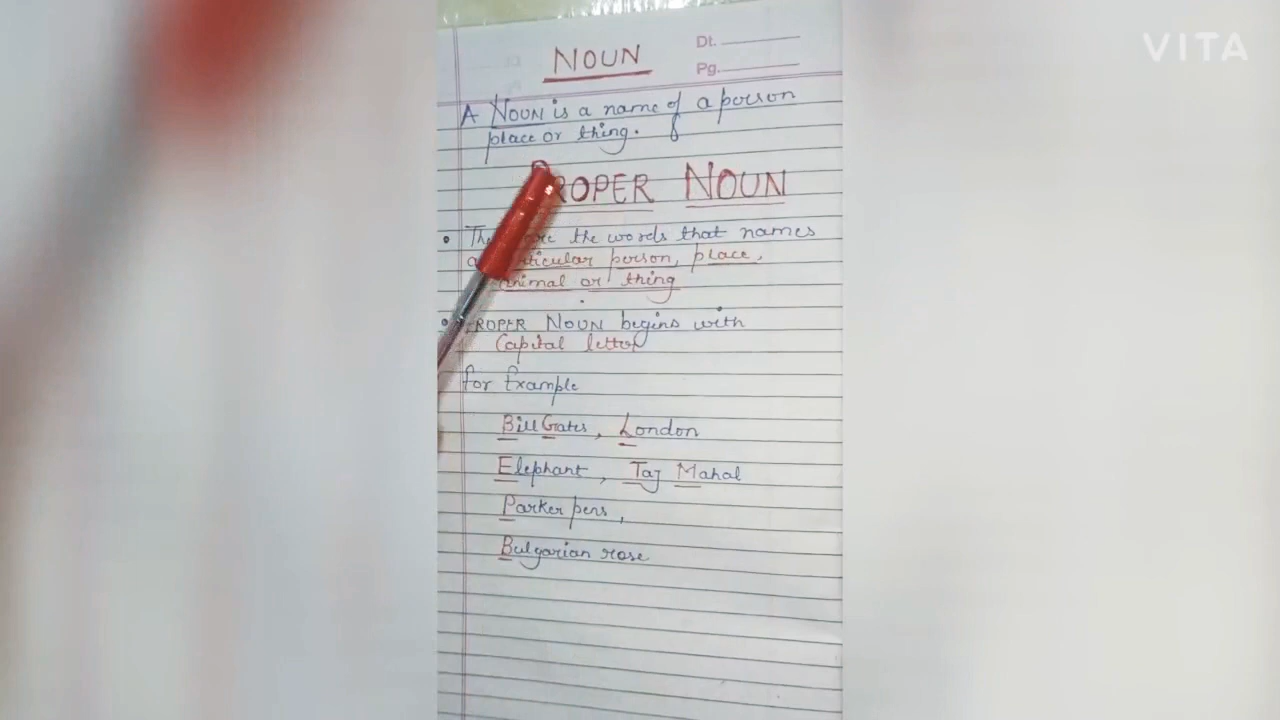 VITA
NOUN
Dt.
Pg.
A NOUN is a name of a person
place or thing.
ROPER NOUN
are the words that names
person, place,
or thing
PROPER NOUN begins with
Capital letter
for Example
Bill Gates, London
Elephant, Taj Mahal
Parker pens,
Bulgarian rose